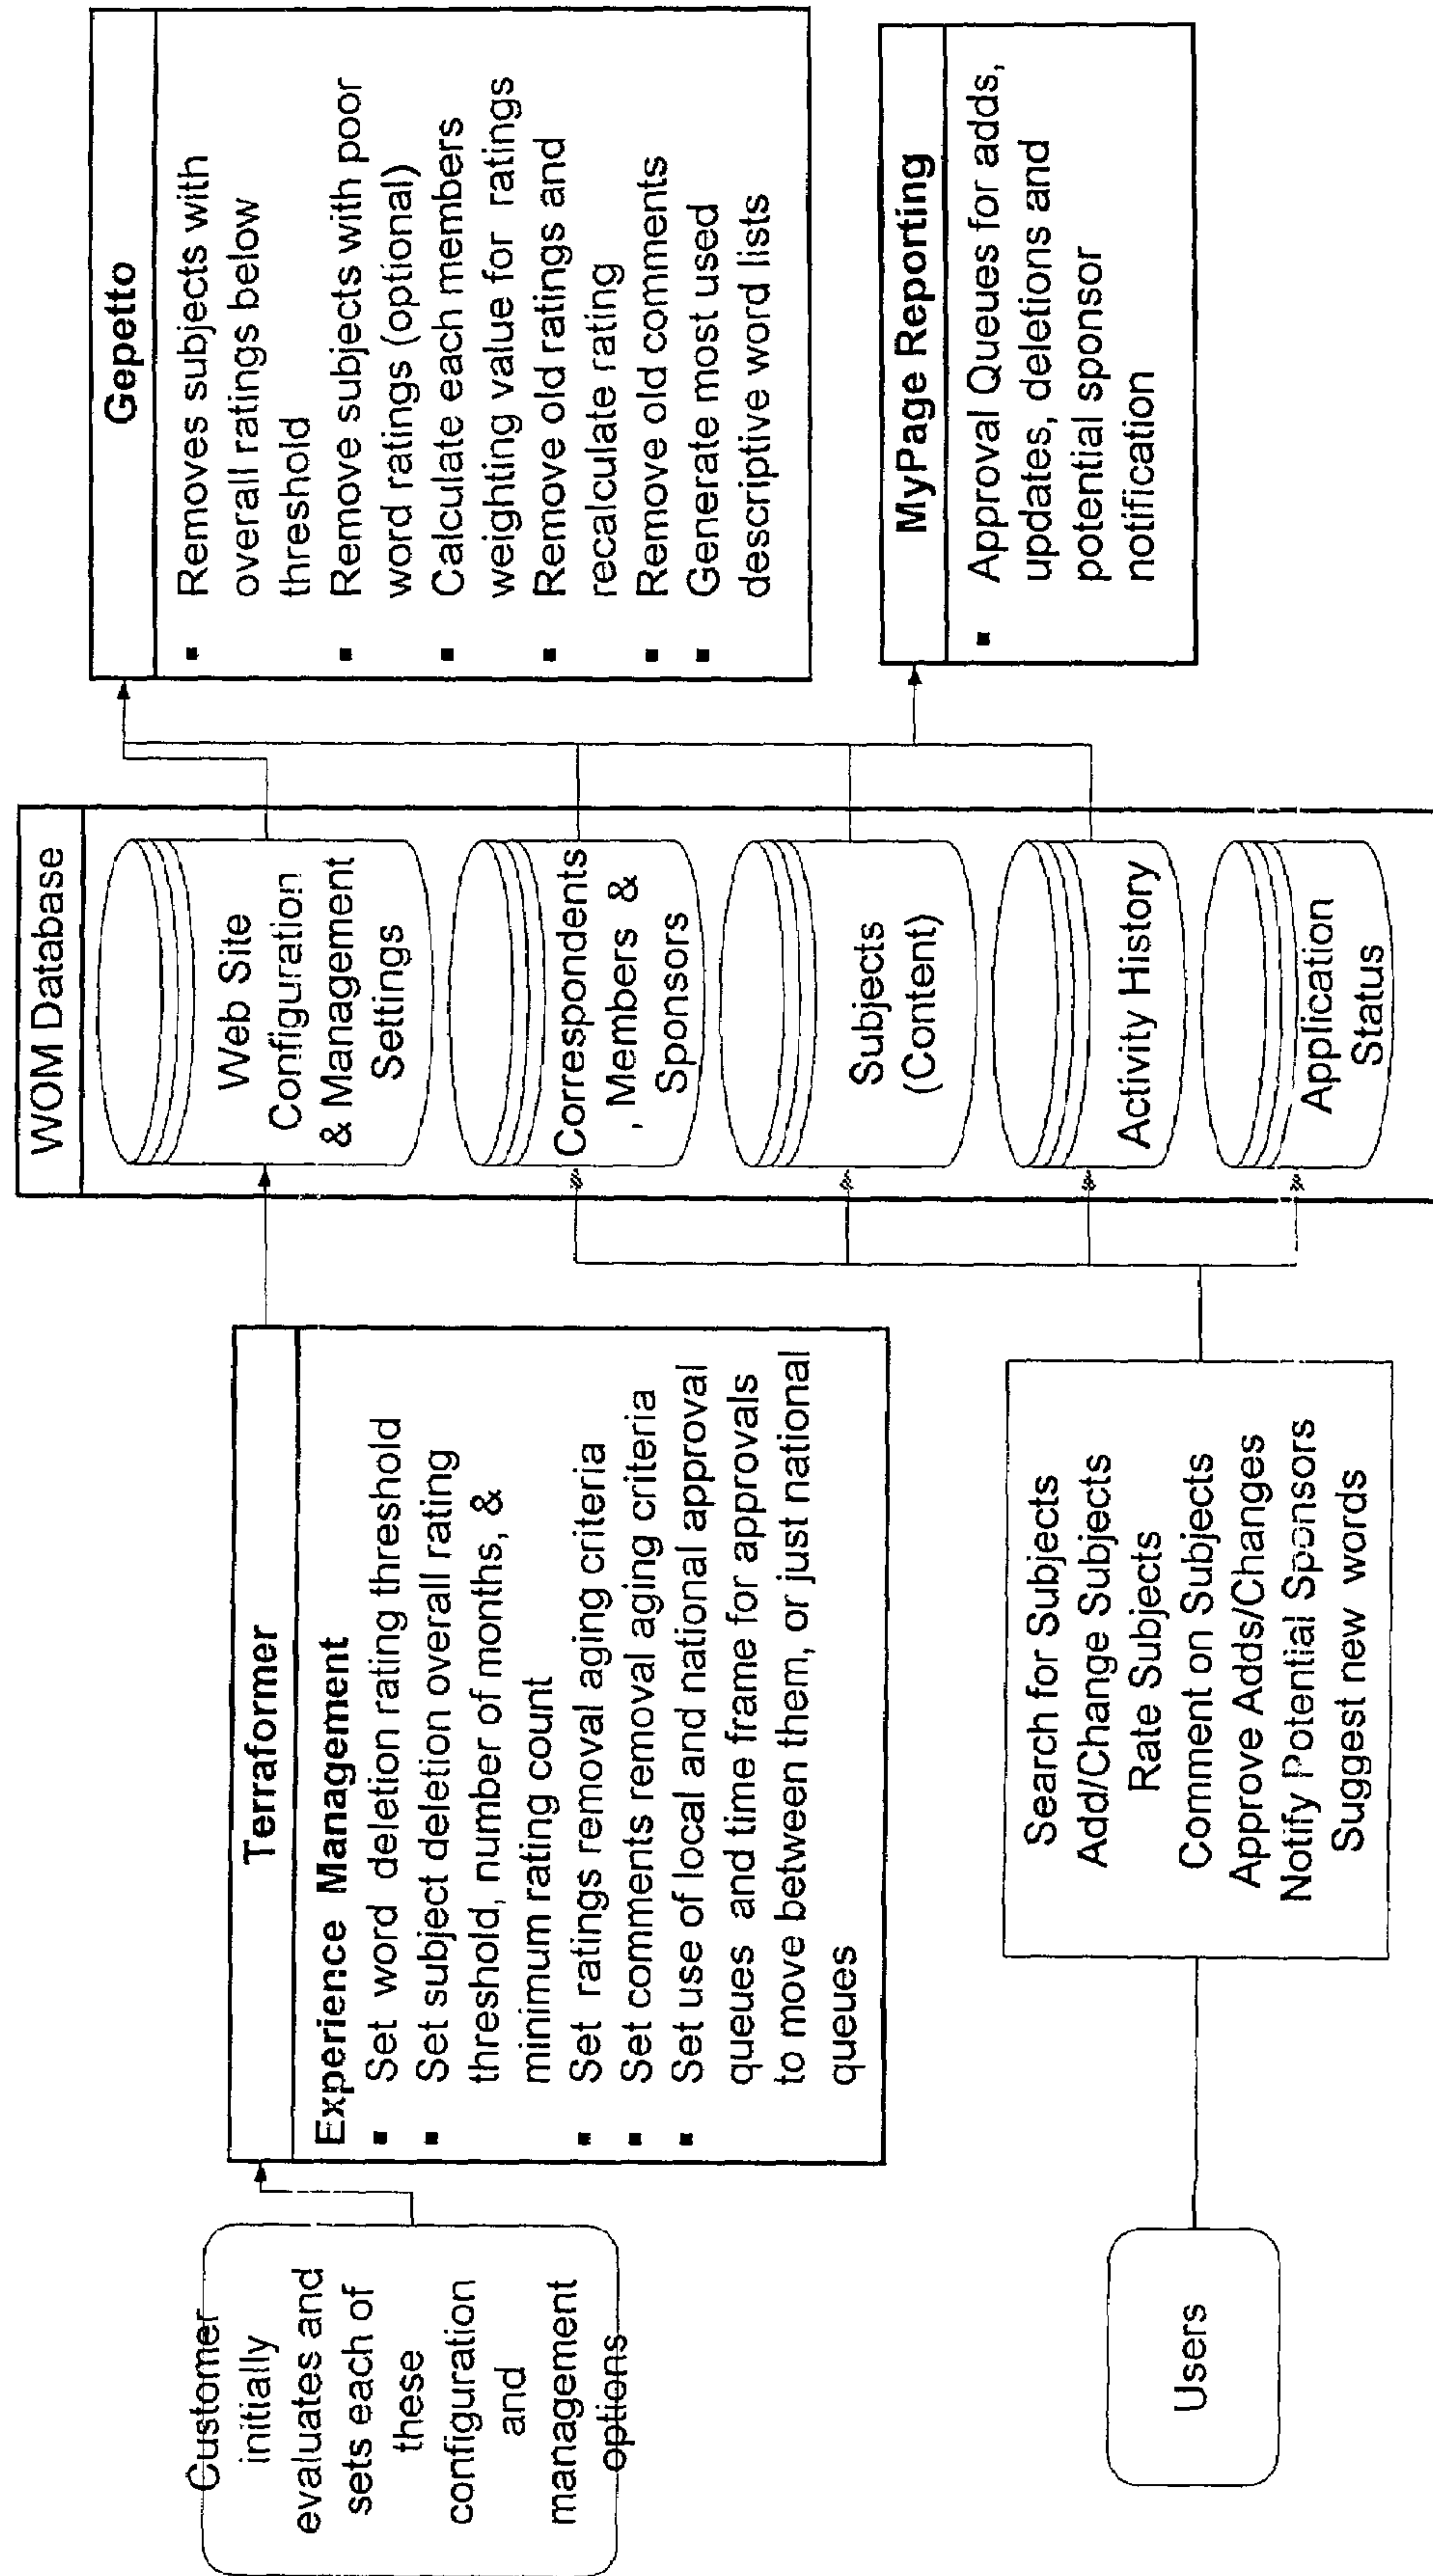 Customer
initially
evaluates and
sets each of
these
configuration
and
management
options
Terraformer
Experience Management
▪ Set word deletion rating threshold
▪ Set subject deletion overall rating
threshold, number of months, &
minimum rating count
▪ Set ratings removal aging criteria
▪ Set comments removal aging criteria
▪ Set use of local and national approval
queues and time frame for approvals
to move between them, or just national
queues
Users
Search for Subjects
Add/Change Subjects
Rate Subjects
Comment on Subjects
Approve Adds/Changes
Notify Potential Sponsors
Suggest new words
WOM Database
Web Site
Configuration
& Management
Settings
Correspondents
, Members &
Sponsors
Subjects
(Content)
Activity History
Application
Status
Gepetto
▪ Removes subjects with
overall ratings below
threshold
▪ Remove subjects with poor
word ratings (optional)
▪ Calculate each members
weighting value for ratings
▪ Remove old ratings and
recalculate rating
▪ Remove old comments
▪ Generate most used
descriptive word lists
MyPage Reporting
▪ Approval Queues for adds,
updates, deletions and
potential sponsor
notification